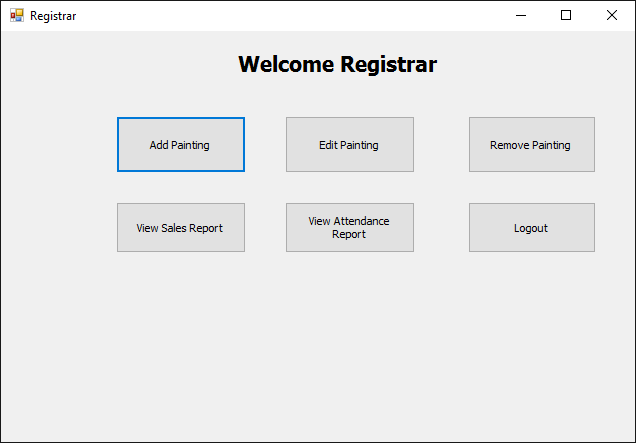 Registrar
Welcome Registrar
Add Painting
Edit Painting
Remove Painting
View Sales Report
View Attendance
Report
Logout